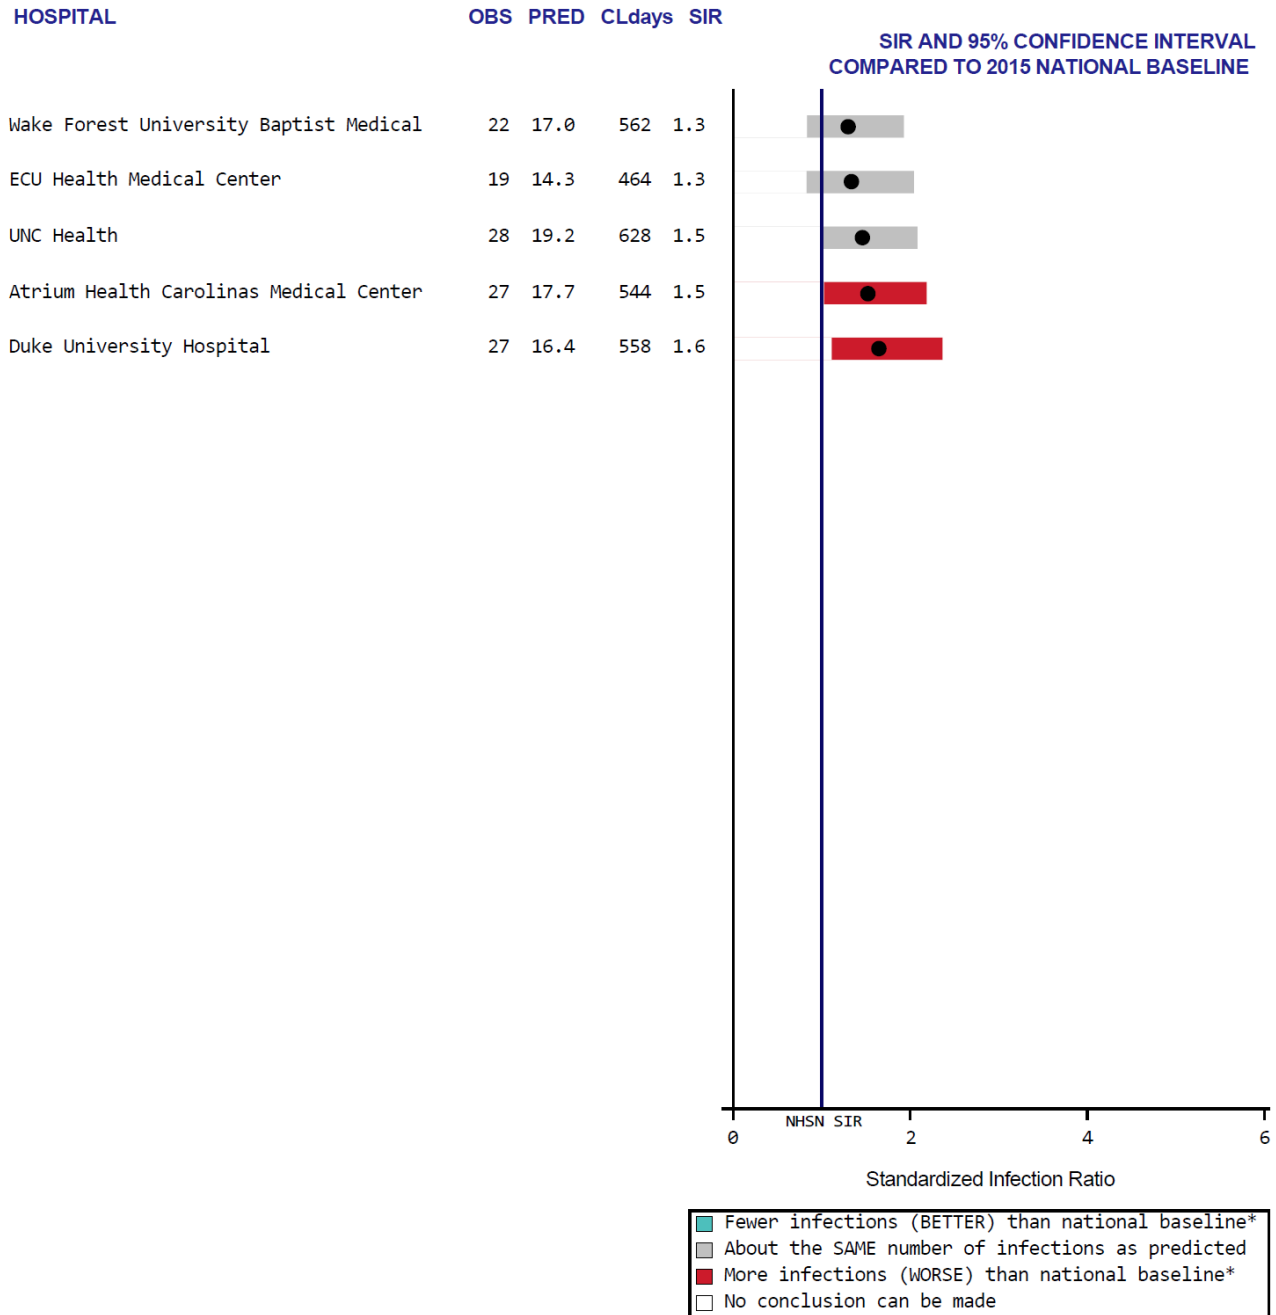 HOSPITAL OBS PRED CLdays SIR
SIR AND 95% CONFIDENCE INTERVAL
COMPARED TO 2015 NATIONAL BASELINE
Wake Forest University Baptist Medical 22 17.0 562 1.3
ECU Health Medical Center 19 14.3 464 1.3
UNC Health 28 19.2 628 1.5
Atrium Health Carolinas Medical Center 27 17.7 544 1.5
Duke University Hospital 27 16.4 558 1.6
NHSN SIR
0 2 4 6
Standardized Infection Ratio
Fewer infections (BETTER) than national baseline*
About the SAME number of infections as predicted
More infections (WORSE) than national baseline*
No conclusion can be made